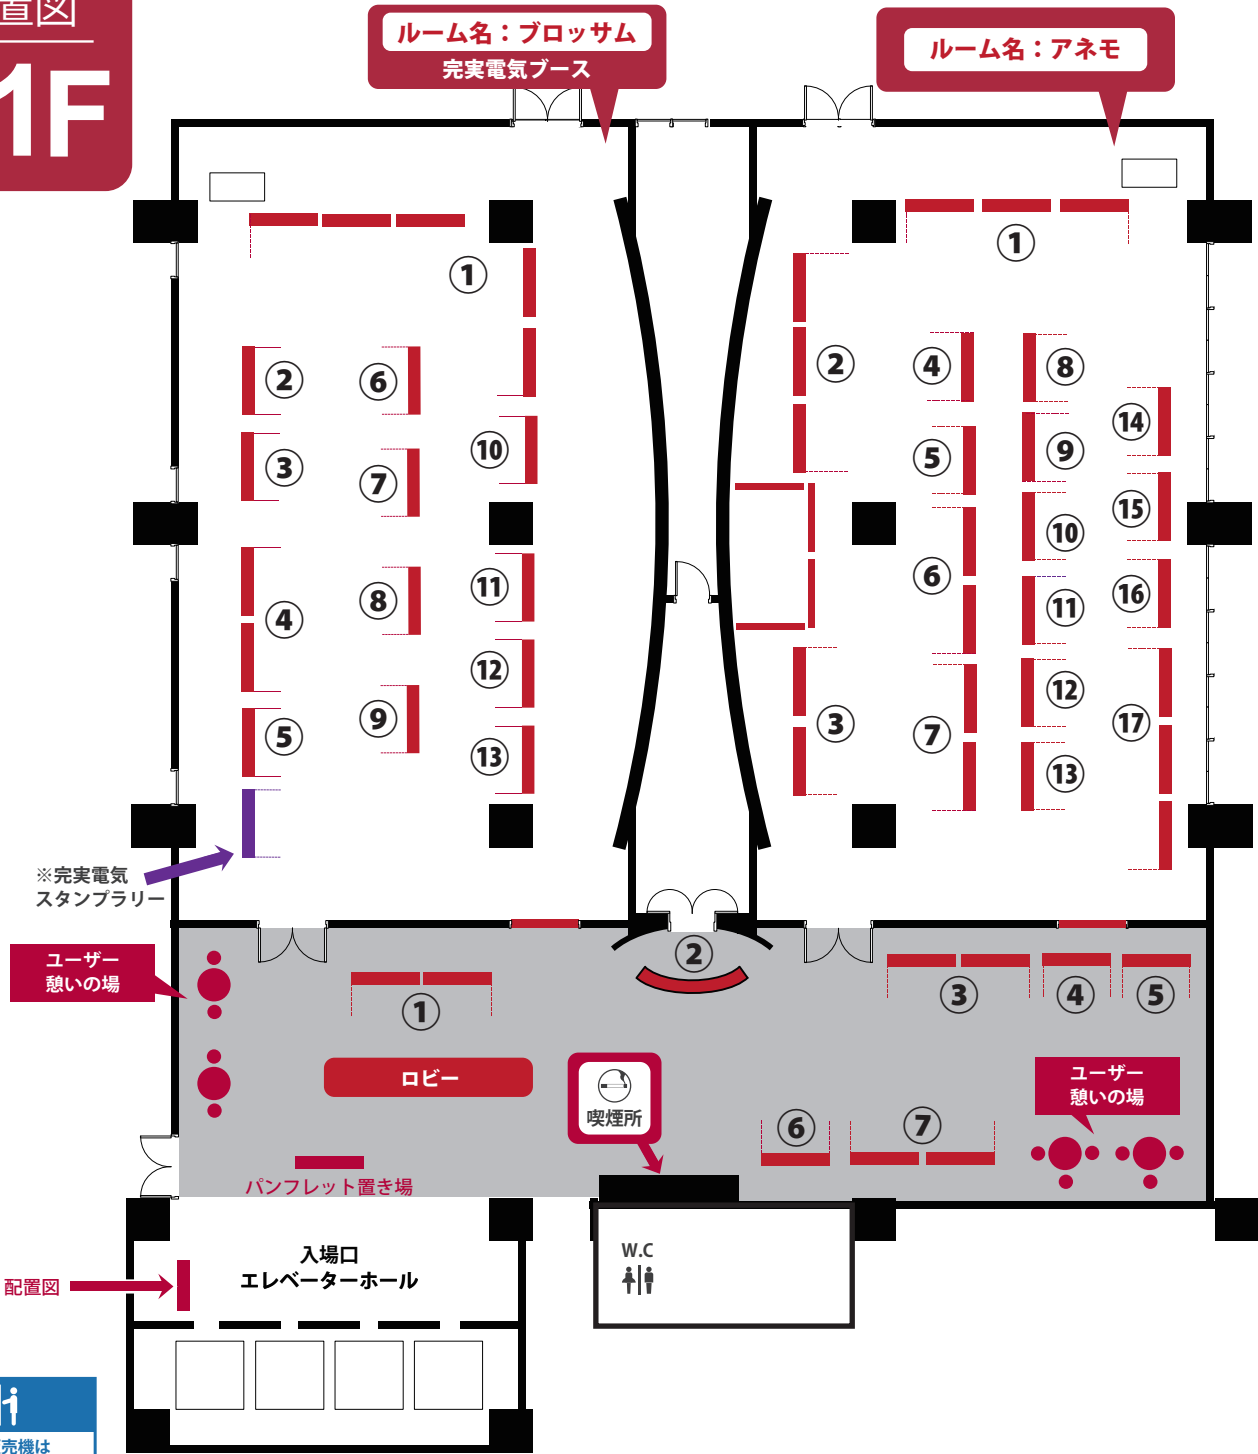 置図
1F
ルーム名：ブロッサム
完実電気ブース
ルーム名：アネモ
①
②
③
④
⑤
⑥
⑦
⑧
⑨
⑩
⑪
⑫
⑬
※完実電気
スタンプラリー
①
②
③
④
⑤
⑥
⑦
⑧
⑨
⑩
⑪
⑫
⑬
⑭
⑮
⑯
⑰
ユーザー
憩いの場
①
②
③
④
⑤
ロビー
喫煙所
⑥
⑦
ユーザー
憩いの場
パンフレット置き場
入場口
エレベーターホール
配置図
W.C
売機は